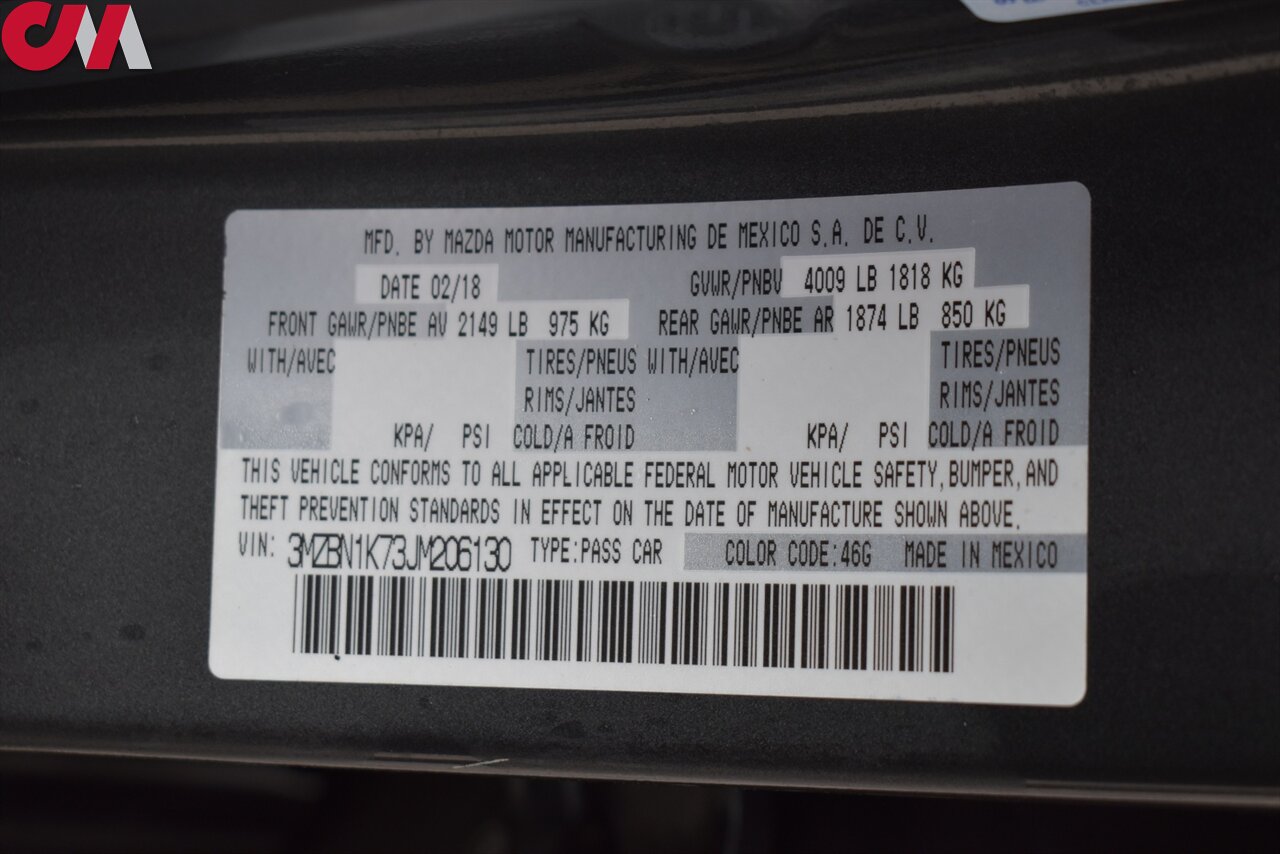 CM
MFD. BY MAZDA MOTOR MANUFACTURING DE MEXICO S.A. DE C.V.
DATE 02/18 GVWR/PNBV 4009 LB 1818 KG
FRONT GAWR/PNBE AV 2149 LB 975 KG REAR GAWR/PNBE AR 1874 LB 850 KG
WITH/AVEC TIRES/PNEUS WITH/AVEC TIRES/PNEUS
RIMS/JANTES RIMS/JANTES
KPA/ PSI COLD/A FROID KPA/ PSI COLD/A FROID
THIS VEHICLE CONFORMS TO ALL APPLICABLE FEDERAL MOTOR VEHICLE SAFETY, BUMPER, AND
THEFT PREVENTION STANDARDS IN EFFECT ON THE DATE OF MANUFACTURE SHOWN ABOVE.
VIN: 3MZBN1K73JM206130 TYPE:PASS CAR COLOR CODE:46G MADE IN MEXICO